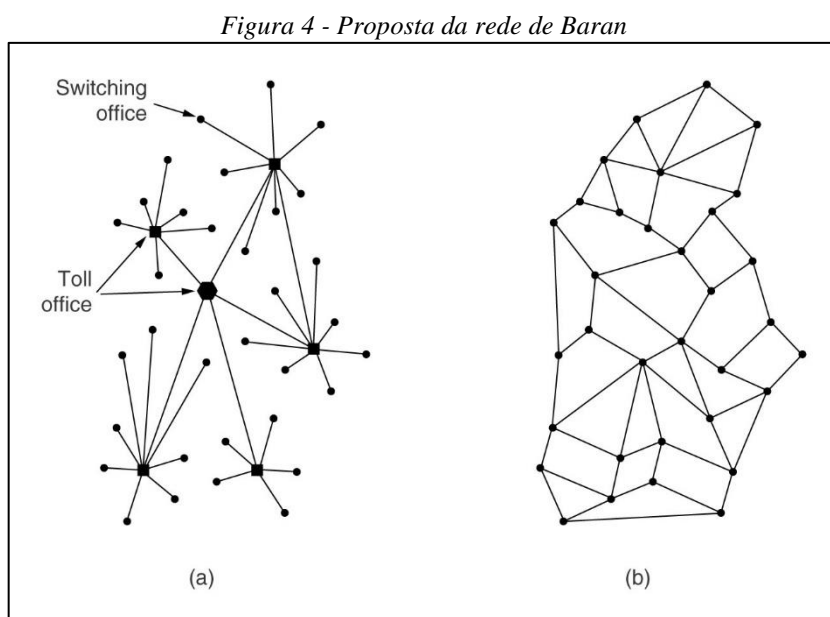 Figura 4 - Proposta da rede de Baran
Switching
office
Toll
office
(a)
(b)